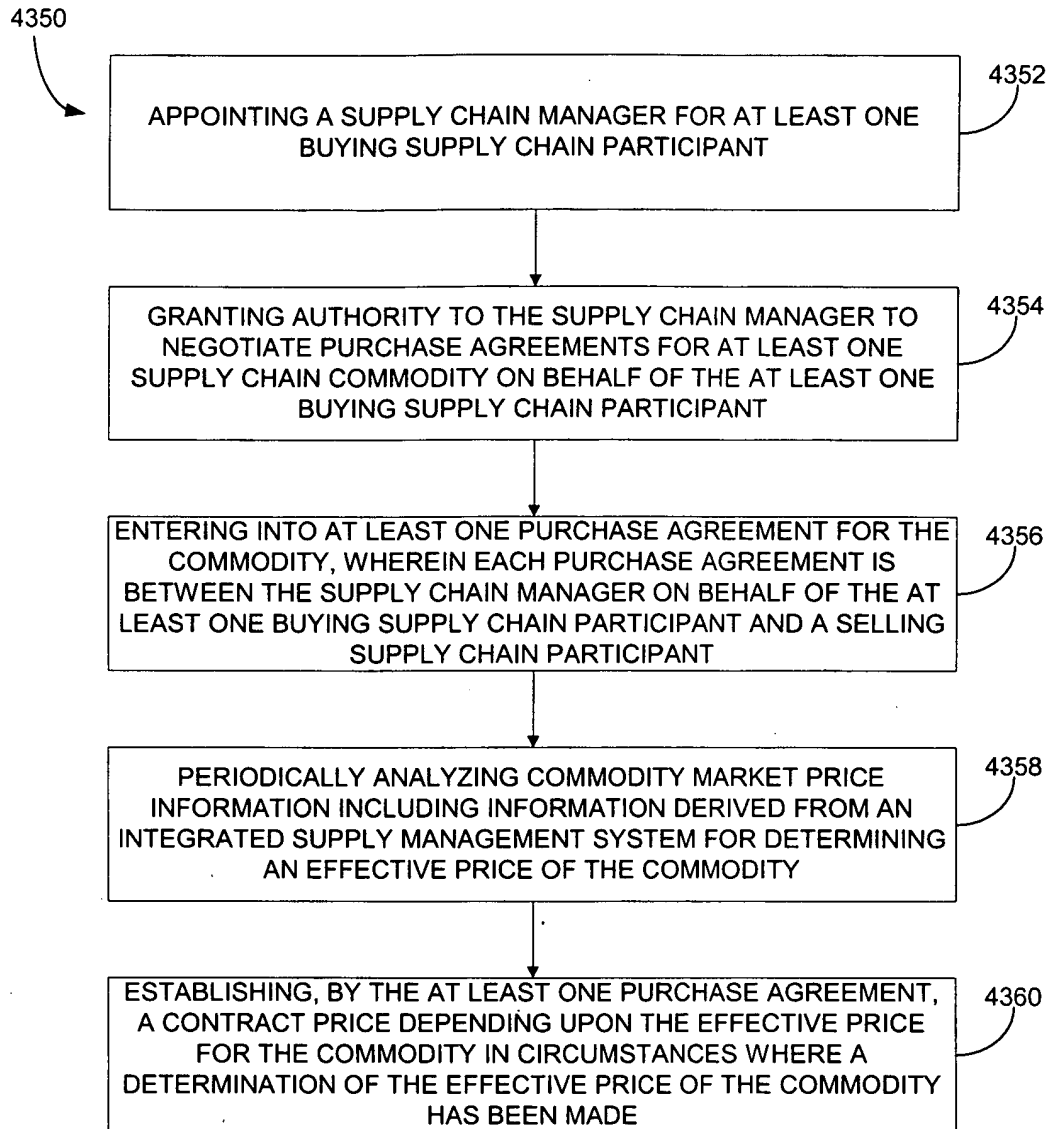 4350
4352
APPOINTING A SUPPLY CHAIN MANAGER FOR AT LEAST ONE
BUYING SUPPLY CHAIN PARTICIPANT
4354
GRANTING AUTHORITY TO THE SUPPLY CHAIN MANAGER TO
NEGOTIATE PURCHASE AGREEMENTS FOR AT LEAST ONE
SUPPLY CHAIN COMMODITY ON BEHALF OF THE AT LEAST ONE
BUYING SUPPLY CHAIN PARTICIPANT
4356
ENTERING INTO AT LEAST ONE PURCHASE AGREEMENT FOR THE
COMMODITY, WHEREIN EACH PURCHASE AGREEMENT IS
BETWEEN THE SUPPLY CHAIN MANAGER ON BEHALF OF THE AT
LEAST ONE BUYING SUPPLY CHAIN PARTICIPANT AND A SELLING
SUPPLY CHAIN PARTICIPANT
4358
PERIODICALLY ANALYZING COMMODITY MARKET PRICE
INFORMATION INCLUDING INFORMATION DERIVED FROM AN
INTEGRATED SUPPLY MANAGEMENT SYSTEM FOR DETERMINING
AN EFFECTIVE PRICE OF THE COMMODITY
4360
ESTABLISHING, BY THE AT LEAST ONE PURCHASE AGREEMENT,
A CONTRACT PRICE DEPENDING UPON THE EFFECTIVE PRICE
FOR THE COMMODITY IN CIRCUMSTANCES WHERE A
DETERMINATION OF THE EFFECTIVE PRICE OF THE COMMODITY
HAS BEEN MADE